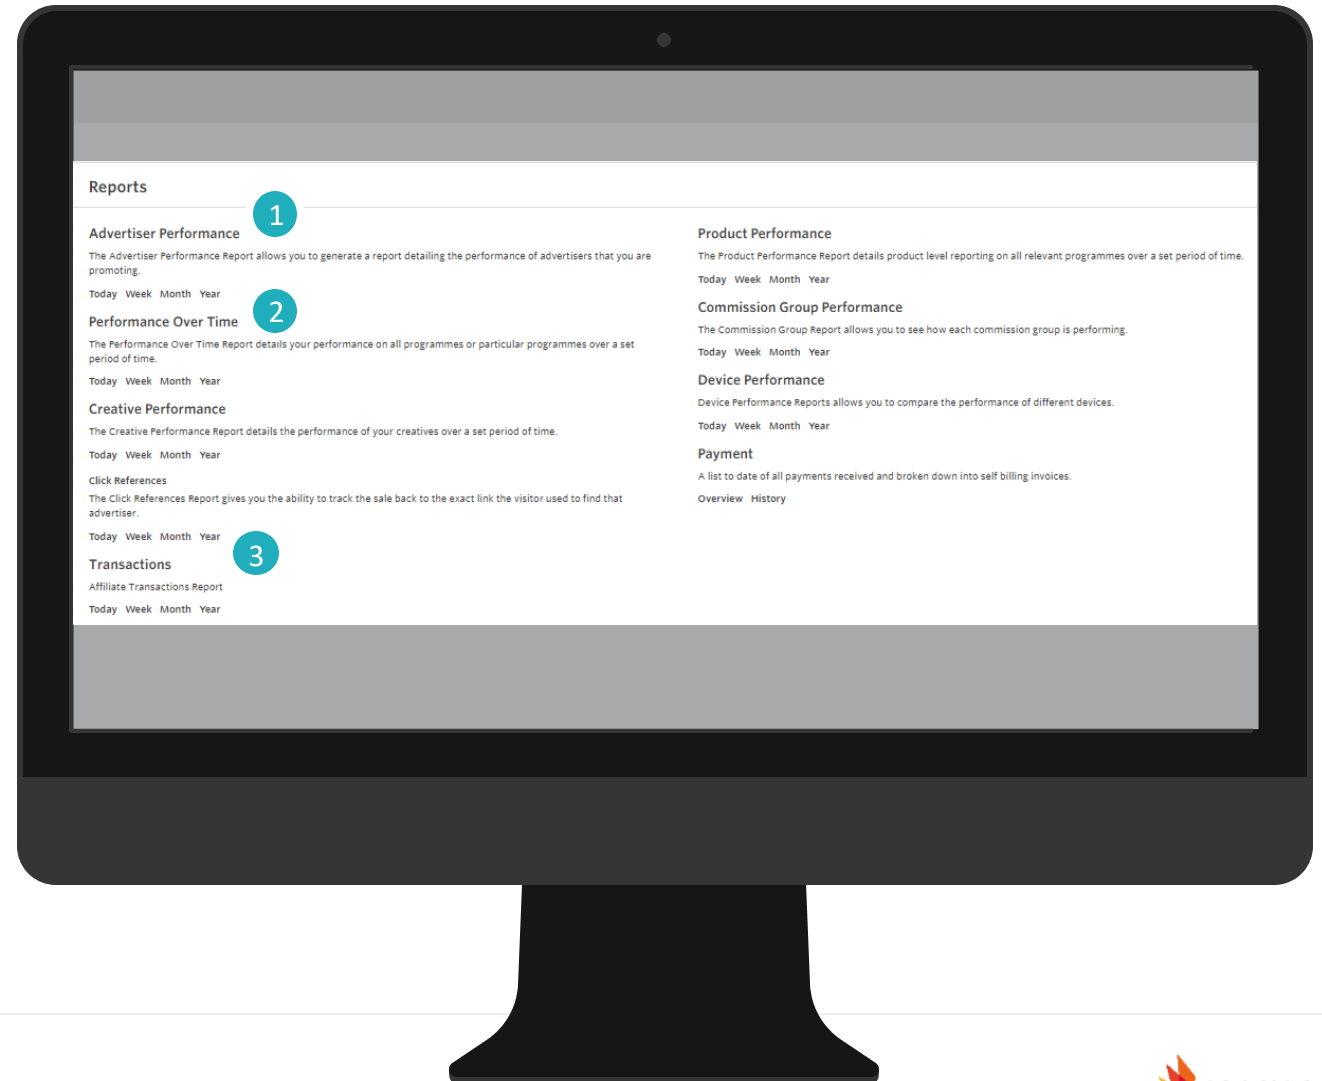 Reports
1
Advertiser Performance
The Advertiser Performance Report allows you to generate a report detailing the performance of advertisers that you are
promoting.
Today Week Month Year
2
Performance Over Time
The Performance Over Time Report details your performance on all programmes or particular programmes over a set
period of time.
Today Week Month Year
Creative Performance
The Creative Performance Report details the performance of your creatives over a set period of time.
Today Week Month Year
Click References
The Click References Report gives you the ability to track the sale back to the exact link the visitor used to find that
advertiser.
Today Week Month Year
3
Transactions
Affiliate Transactions Report
Today Week Month Year
Product Performance
The Product Performance Report details product level reporting on all relevant programmes over a set period of time.
Today Week Month Year
Commission Group Performance
The Commission Group Report allows you to see how each commission group is performing.
Today Week Month Year
Device Performance
Device Performance Reports allows you to compare the performance of different devices.
Today Week Month Year
Payment
A list to date of all payments received and broken down into self billing invoices.
Overview History